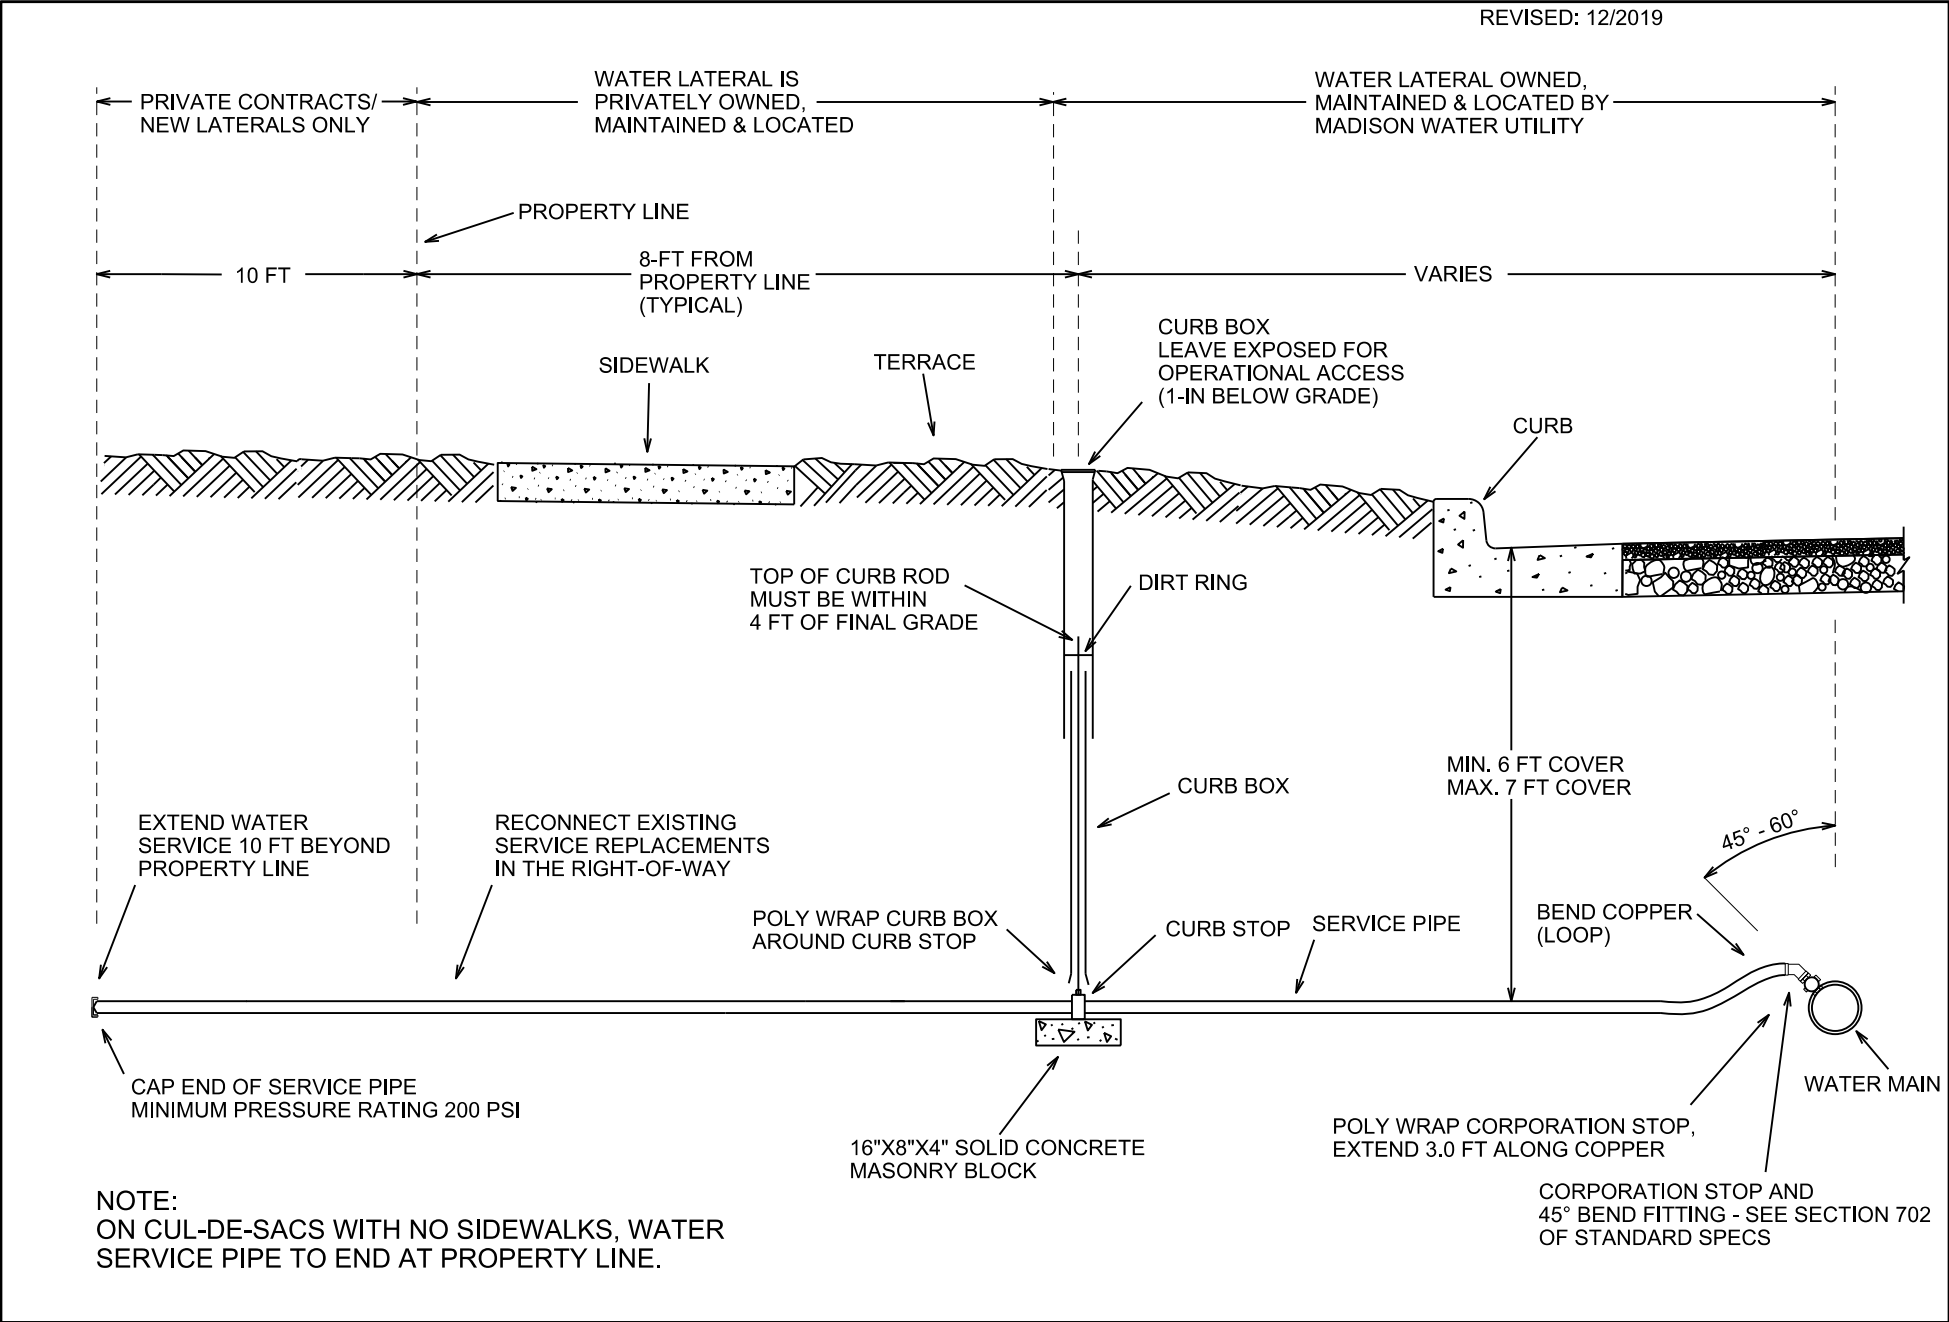 REVISED: 12/2019
PRIVATE CONTRACTS/
NEW LATERALS ONLY
WATER LATERAL IS
PRIVATELY OWNED,
MAINTAINED & LOCATED
WATER LATERAL OWNED,
MAINTAINED & LOCATED BY
MADISON WATER UTILITY
PROPERTY LINE
10 FT
8-FT FROM
PROPERTY LINE
(TYPICAL)
VARIES
SIDEWALK
TERRACE
CURB BOX
LEAVE EXPOSED FOR
OPERATIONAL ACCESS
(1-IN BELOW GRADE)
CURB
TOP OF CURB ROD
MUST BE WITHIN
4 FT OF FINAL GRADE
DIRT RING
MIN. 6 FT COVER
MAX. 7 FT COVER
CURB BOX
45° - 60°
EXTEND WATER
SERVICE 10 FT BEYOND
PROPERTY LINE
RECONNECT EXISTING
SERVICE REPLACEMENTS
IN THE RIGHT-OF-WAY
POLY WRAP CURB BOX
AROUND CURB STOP
CURB STOP
SERVICE PIPE
BEND COPPER
(LOOP)
CAP END OF SERVICE PIPE
MINIMUM PRESSURE RATING 200 PSI
WATER MAIN
16"X8"X4" SOLID CONCRETE
MASONRY BLOCK
POLY WRAP CORPORATION STOP,
EXTEND 3.0 FT ALONG COPPER
CORPORATION STOP AND
45° BEND FITTING - SEE SECTION 702
OF STANDARD SPECS
NOTE:
ON CUL-DE-SACS WITH NO SIDEWALKS, WATER
SERVICE PIPE TO END AT PROPERTY LINE.